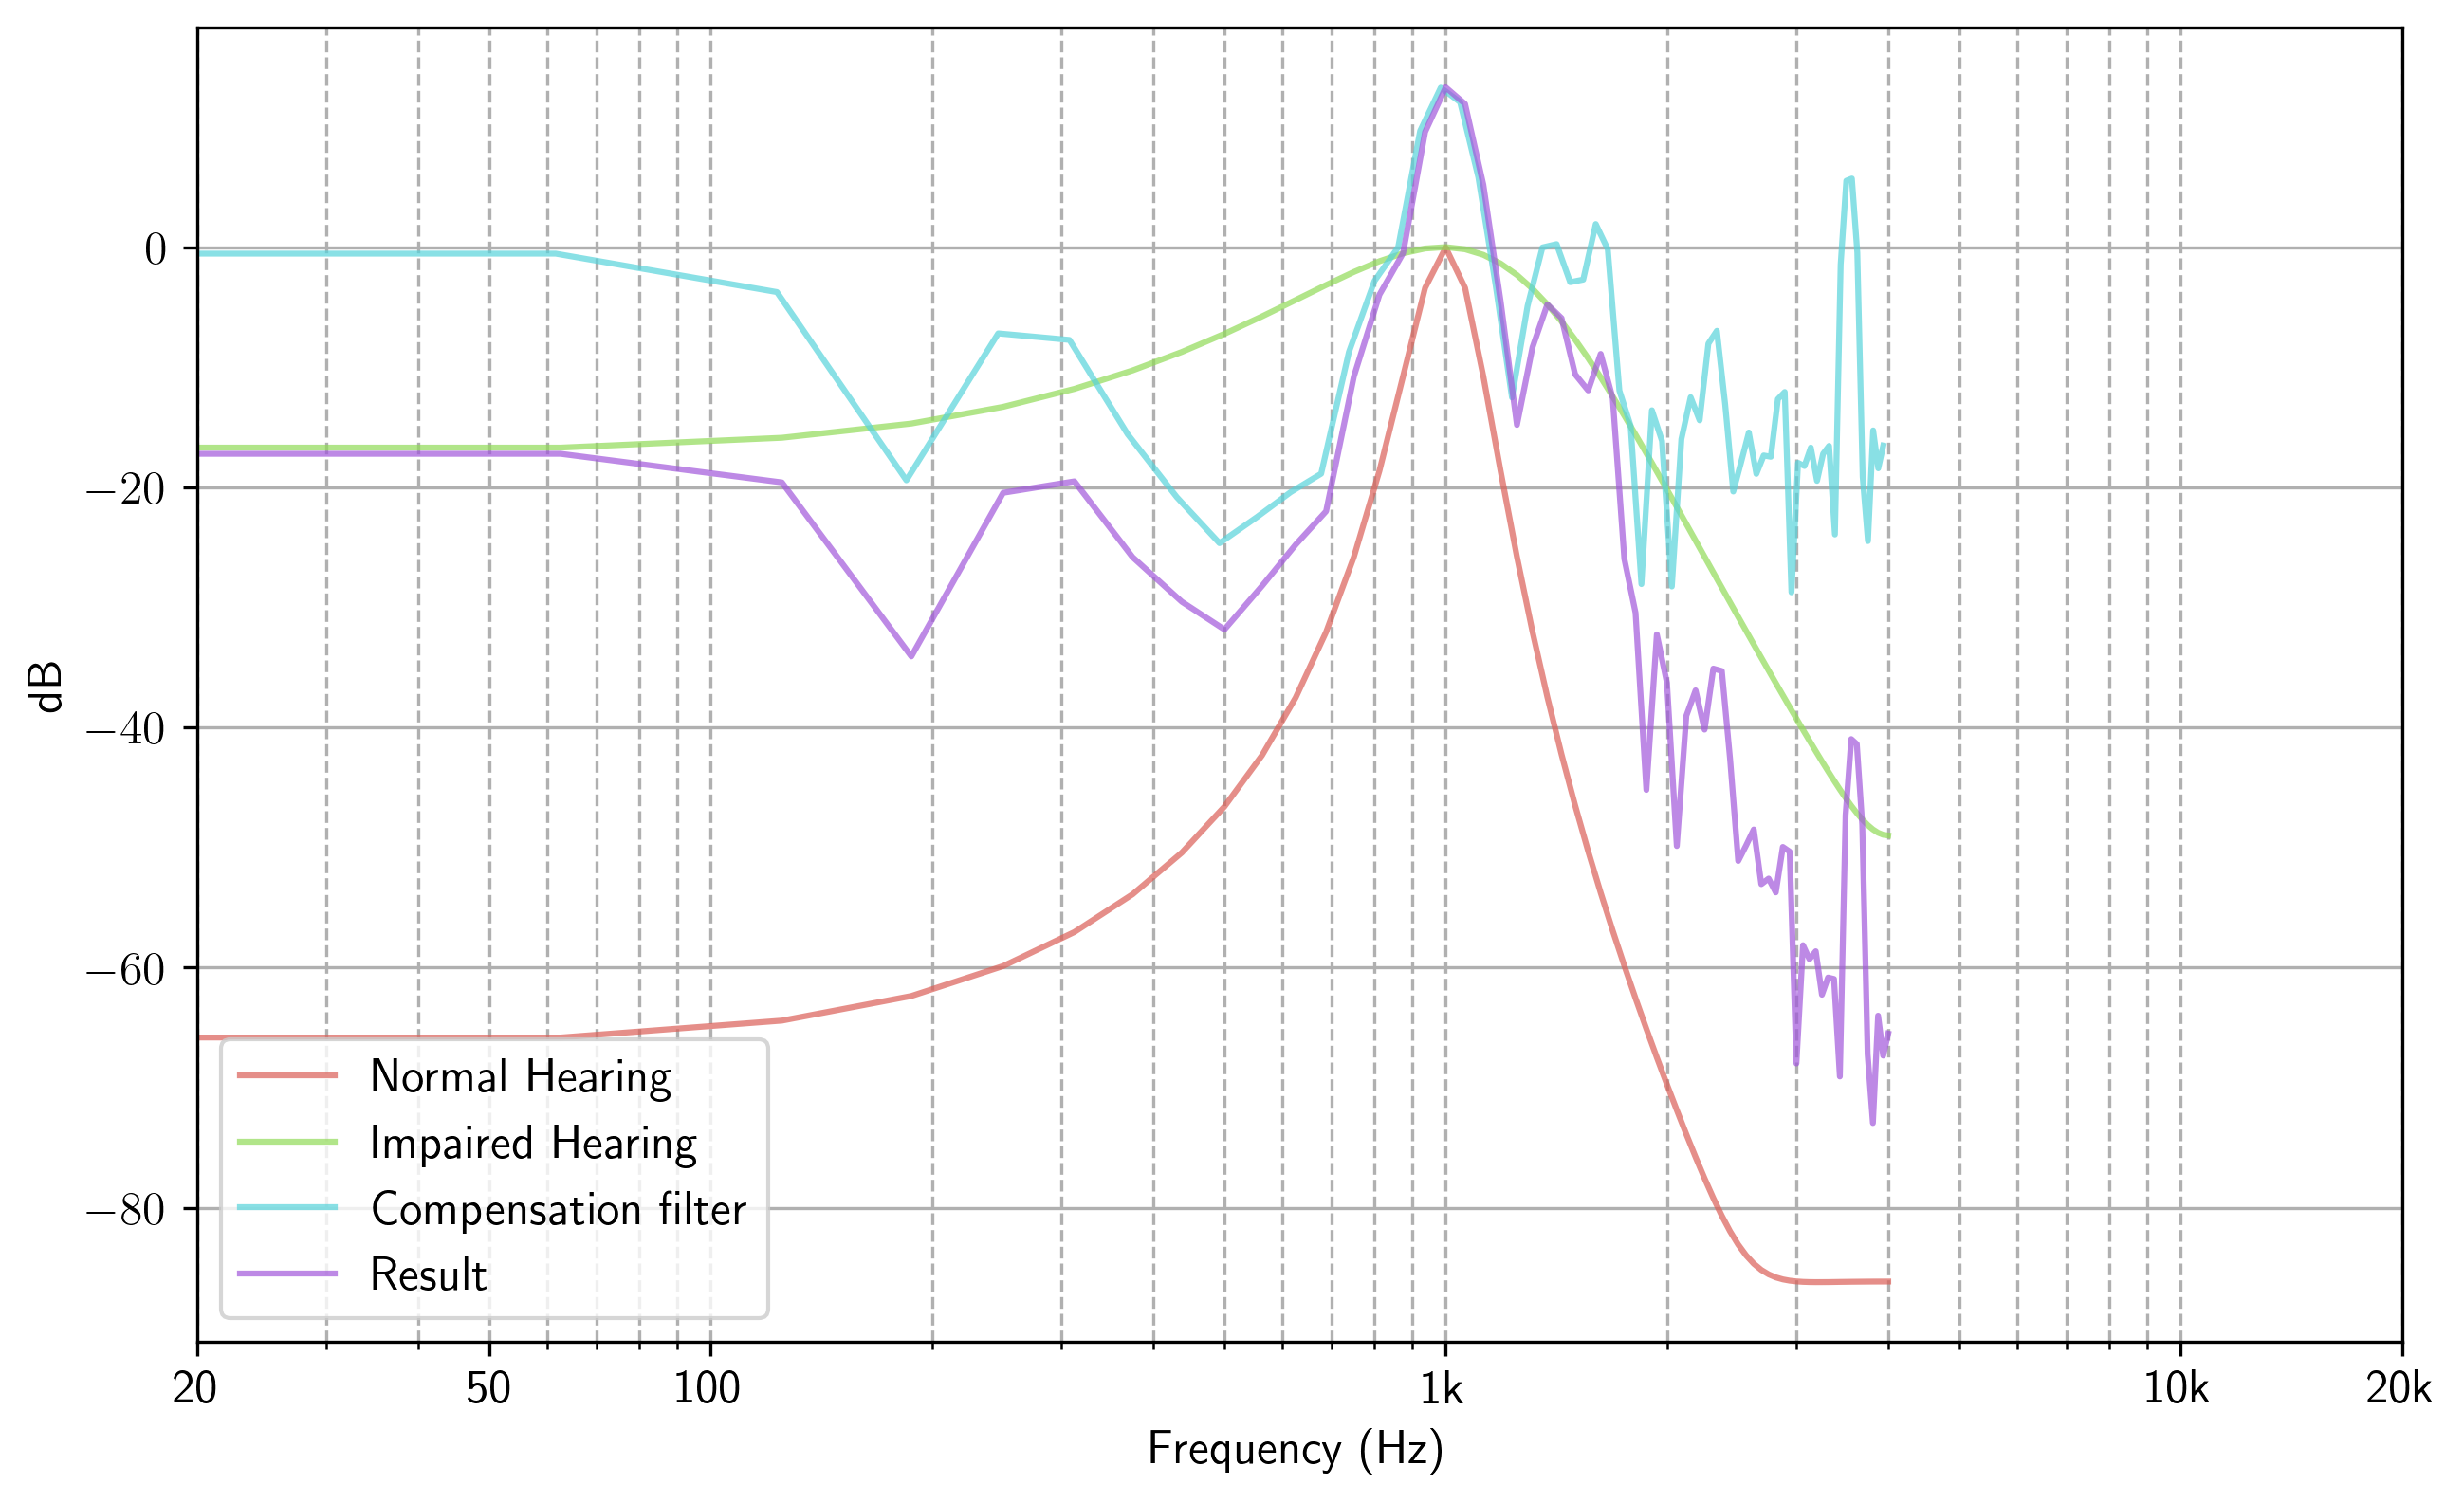 dB
0
−20
−40
−60
−80
Normal Hearing
Impaired Hearing
Compensation filter
Result
20 50 100 1k 10k 20k
Frequency (Hz)